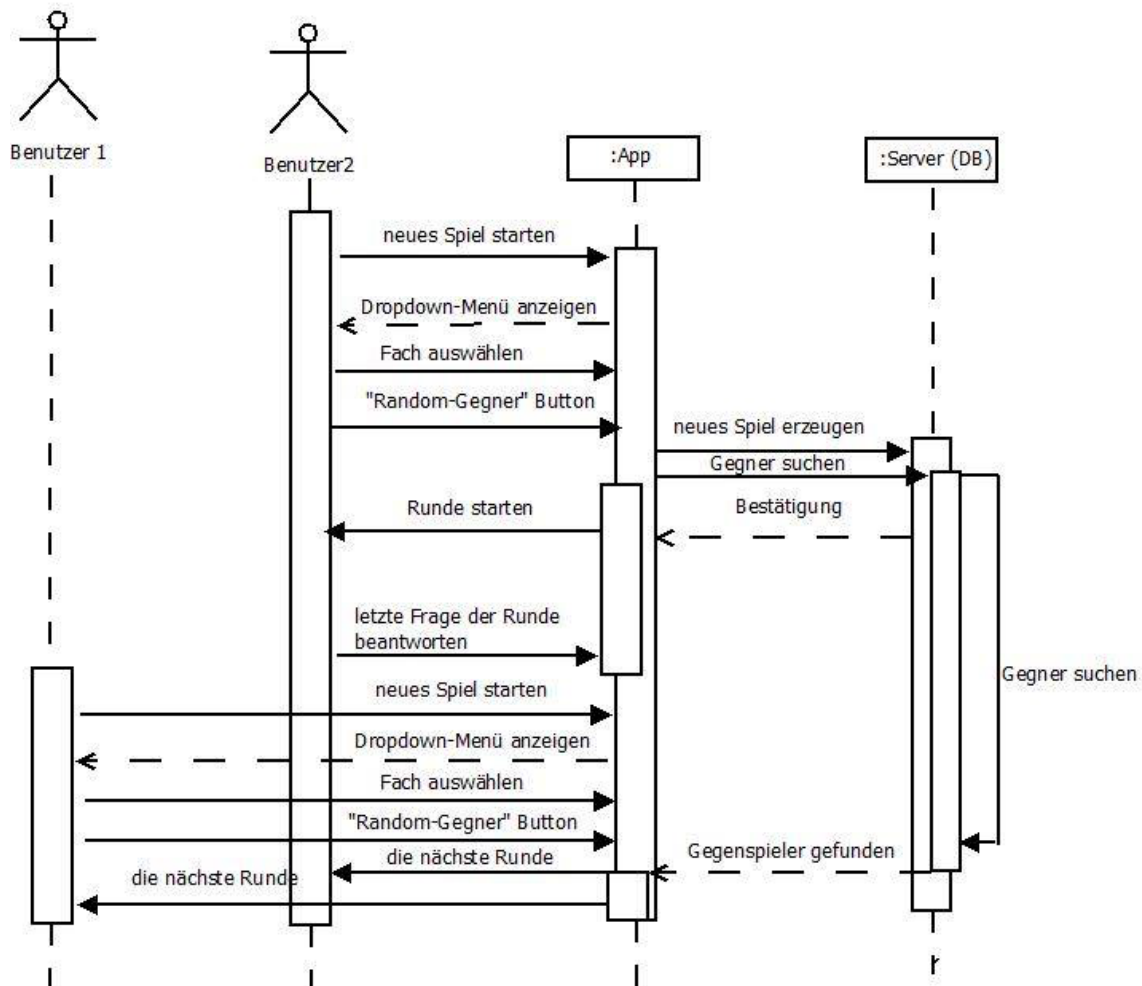 Benutzer 1
Benutzer2
:App
:Server (DB)
neues Spiel starten
Dropdown-Menü anzeigen
Fach auswählen
"Random-Gegner" Button
neues Spiel erzeugen
Gegner suchen
Runde starten
Bestätigung
letzte Frage der Runde
beantworten
Gegner suchen
neues Spiel starten
Dropdown-Menü anzeigen
Fach auswählen
"Random-Gegner" Button
die nächste Runde
Gegenspieler gefunden
die nächste Runde
r